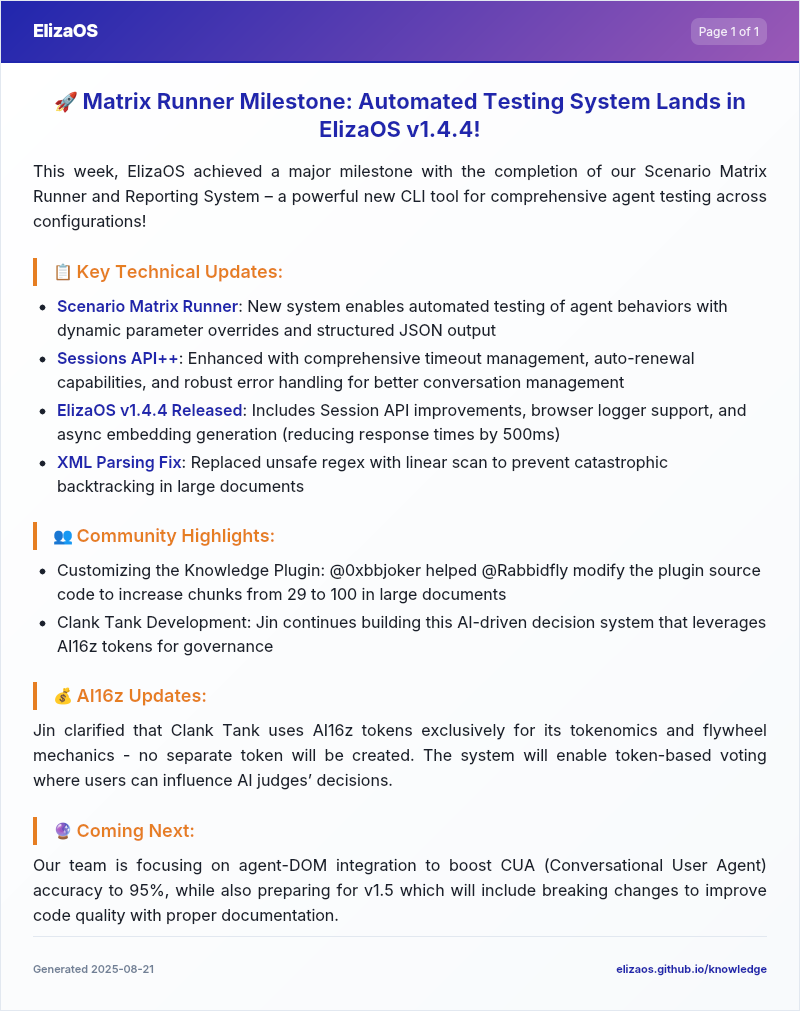 ElizaOS
Page 1 of 1
🚀 Matrix Runner Milestone: Automated Testing System Lands in
ElizaOS v1.4.4!
This week, ElizaOS achieved a major milestone with the completion of our Scenario Matrix
Runner and Reporting System – a powerful new CLI tool for comprehensive agent testing across
configurations!
📋 Key Technical Updates:
• Scenario Matrix Runner: New system enables automated testing of agent behaviors with
dynamic parameter overrides and structured JSON output
• Sessions API++: Enhanced with comprehensive timeout management, auto-renewal
capabilities, and robust error handling for better conversation management
• ElizaOS v1.4.4 Released: Includes Session API improvements, browser logger support, and
async embedding generation (reducing response times by 500ms)
• XML Parsing Fix: Replaced unsafe regex with linear scan to prevent catastrophic
backtracking in large documents
👥 Community Highlights:
• Customizing the Knowledge Plugin: @0xbbjoker helped @Rabbidfly modify the plugin source
code to increase chunks from 29 to 100 in large documents
• Clank Tank Development: Jin continues building this AI-driven decision system that leverages
AI16z tokens for governance
💰 AI16z Updates:
Jin clarified that Clank Tank uses AI16z tokens exclusively for its tokenomics and flywheel
mechanics - no separate token will be created. The system will enable token-based voting
where users can influence AI judges’ decisions.
🔮 Coming Next:
Our team is focusing on agent-DOM integration to boost CUA (Conversational User Agent)
accuracy to 95%, while also preparing for v1.5 which will include breaking changes to improve
code quality with proper documentation.
Generated 2025-08-21
elizaos.github.io/knowledge